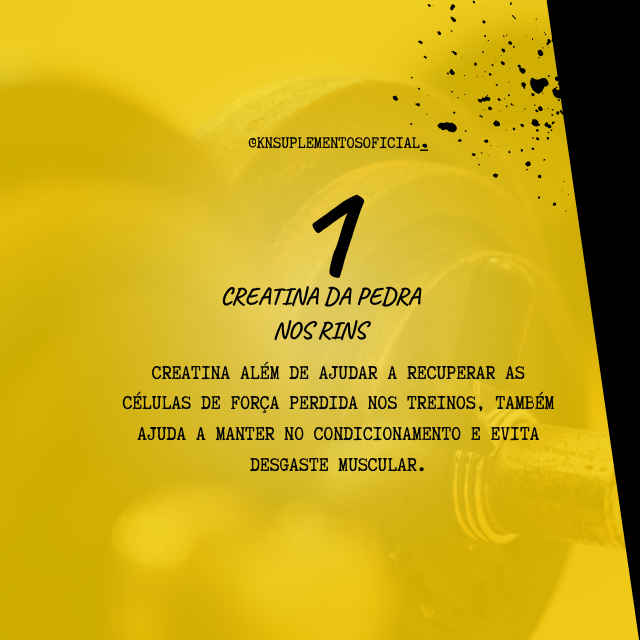 @KNSUPLEMENTOSOFICIAL.
1
CREATINA DA PEDRA
NOS RINS
CREATINA ALÉM DE AJUDAR A RECUPERAR AS
CÉLULAS DE FORÇA PERDIDA NOS TREINOS, TAMBÉM
AJUDA A MANTER NO CONDICIONAMENTO E EVITA
DESGASTE MUSCULAR.